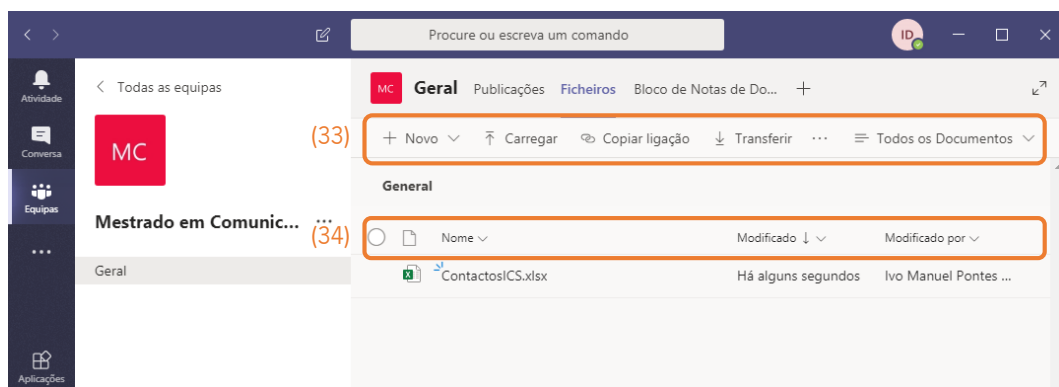 Procure ou escreva um comando
ID
Atividade
Conversa
Equipas
Aplicações
Todas as equipas
MC
Mestrado em Comunic... ...
Geral
MC Geral Publicações Ficheiros Bloco de Notas de Do... +
(33) + Novo Carregar Copiar ligação Transferir ... Todos os Documentos
General
(34) Nome Modificado ↓ Modificado por
ContactosICS.xlsx Há alguns segundos Ivo Manuel Pontes ...